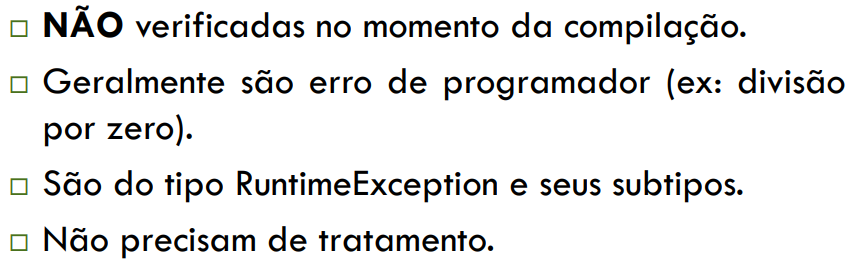 NÃO verificadas no momento da compilação.
Geralmente são erro de programador (ex: divisão
por zero).
São do tipo RuntimeException e seus subtipos.
Não precisam de tratamento.